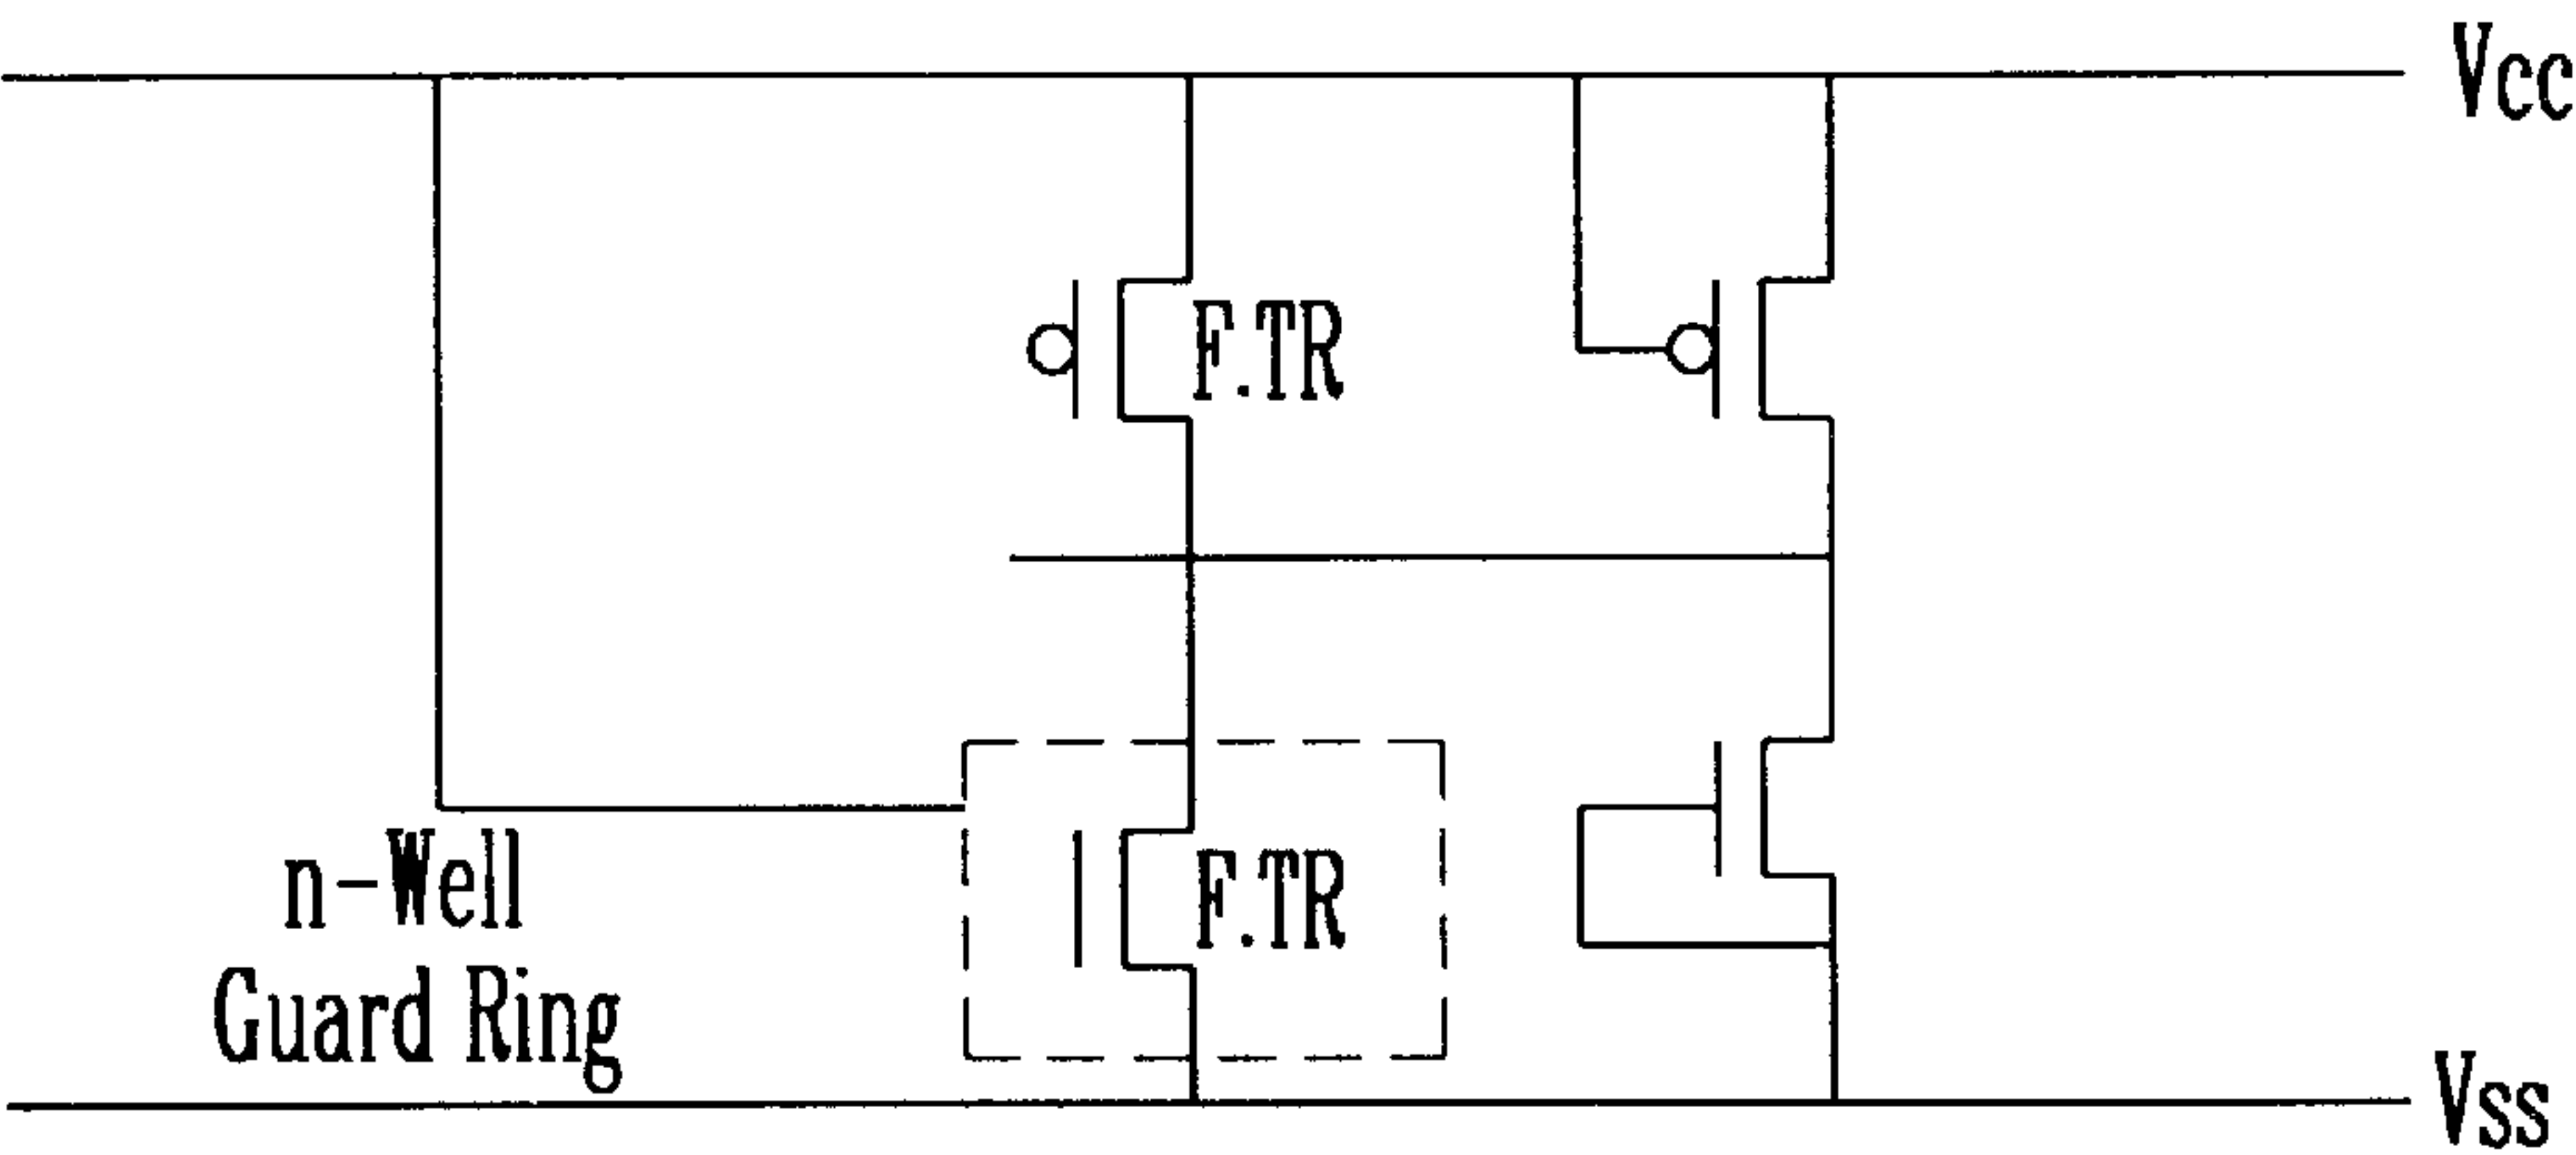 Vcc
F.TR
n-Well
F.TR
Guard Ring
Vss